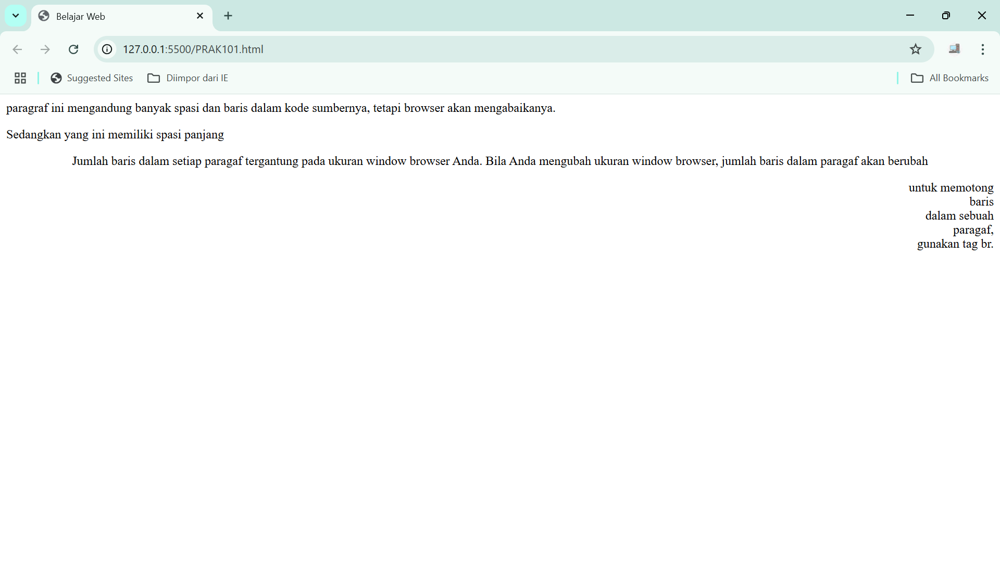 Belajar Web
127.0.0.1:5500/PRAK101.html
Suggested Sites
Diimpor dari IE
All Bookmarks
paragraf ini mengandung banyak spasi dan baris dalam kode sumbernya, tetapi browser akan mengabaikanya.
Sedangkan yang ini memiliki spasi panjang
Jumlah baris dalam setiap paragaf tergantung pada ukuran window browser Anda. Bila Anda mengubah ukuran window browser, jumlah baris dalam paragaf akan berubah
untuk memotong
baris
dalam sebuah
paragaf,
gunakan tag br.